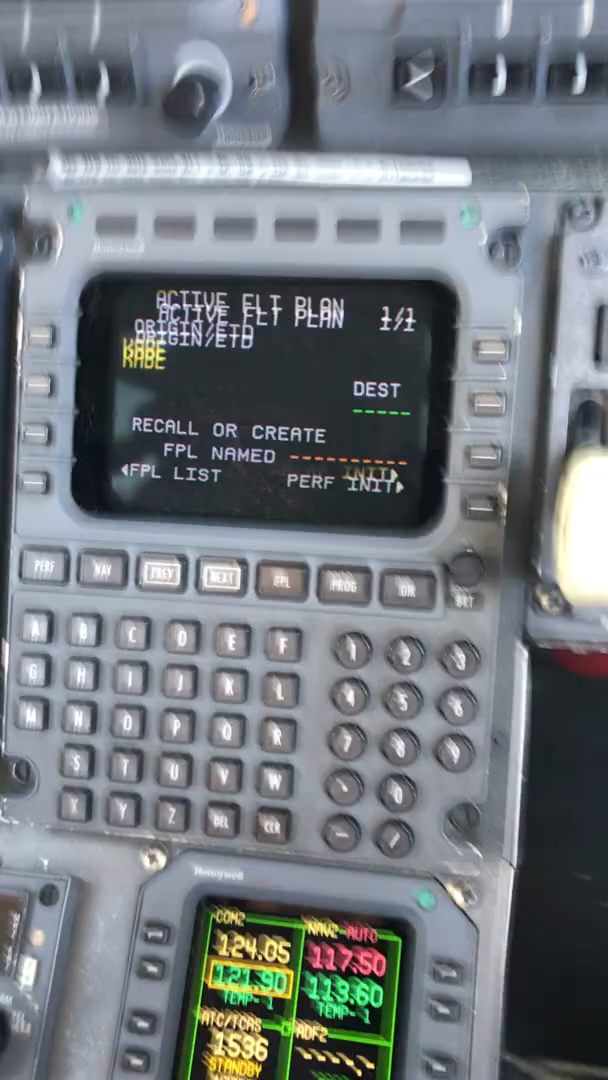 ACTIVE FLT PLAN 1/1
ORIGIN/ETD
KABE
DEST
-----
RECALL OR CREATE
FPL NAMED ----------
FPL LIST PERF INIT
PERF NAV PREV NEXT FPL PROG DIR
BRT
A B C D E F 1 2 3
G H I J K L 4 5 6
M N O P Q R 7 8 9
S T U V W . 0
X Y Z DEL CLR - /
Honeywell
COM2 NAV2 AUTO
124.05 117.50
121.90 113.60
TEMP-1 TEMP-1
ATC/TCAS ADF2
1536
STANDBY